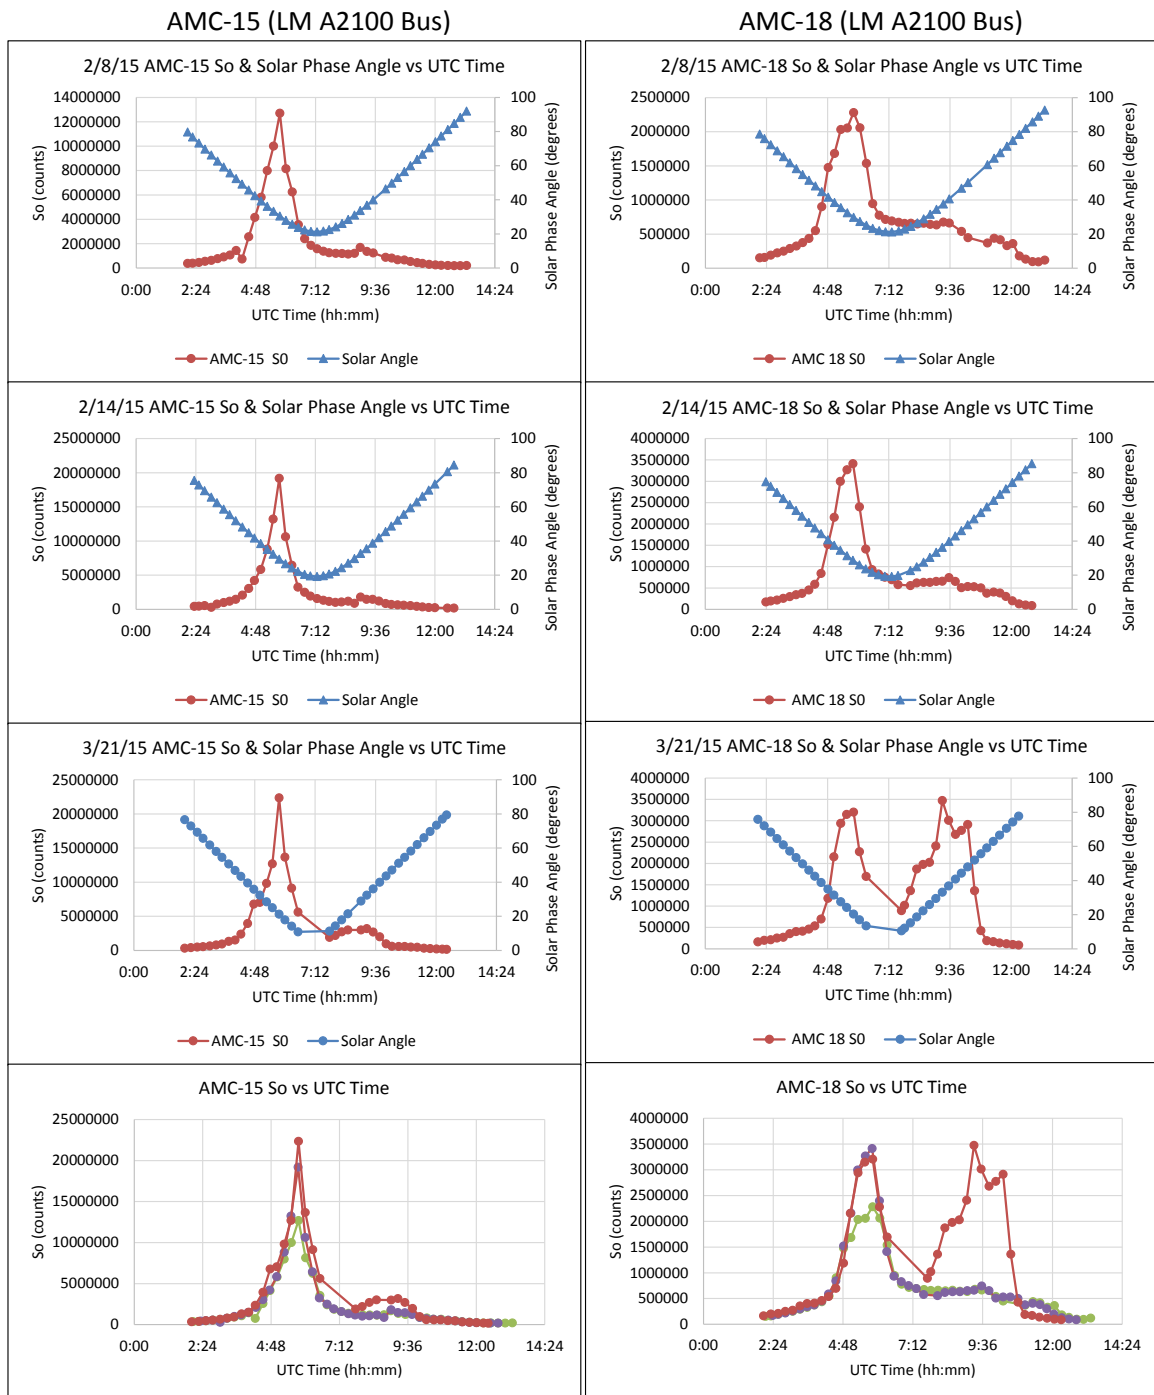 AMC-15 (LM A2100 Bus)
AMC-18 (LM A2100 Bus)
2/8/15 AMC-15 So & Solar Phase Angle vs UTC Time
14000000
12000000
10000000
8000000
6000000
4000000
2000000
0
So (counts)
100
80
60
40
20
0
Solar Phase Angle (degrees)
0:00 2:24 4:48 7:12 9:36 12:00 14:24
UTC Time (hh:mm)
AMC-15 S0 Solar Angle
2/8/15 AMC-18 So & Solar Phase Angle vs UTC Time
2500000
2000000
1500000
1000000
500000
0
So (counts)
100
80
60
40
20
0
Solar Phase Angle (degrees)
0:00 2:24 4:48 7:12 9:36 12:00 14:24
UTC Time (hh:mm)
AMC 18 S0 Solar Angle
2/14/15 AMC-15 So & Solar Phase Angle vs UTC Time
25000000
20000000
15000000
10000000
5000000
0
So (counts)
100
80
60
40
20
0
Solar Phase Angle (degrees)
0:00 2:24 4:48 7:12 9:36 12:00 14:24
UTC Time (hh:mm)
AMC-15 S0 Solar Angle
2/14/15 AMC-18 So & Solar Phase Angle vs UTC Time
4000000
3500000
3000000
2500000
2000000
1500000
1000000
500000
0
So (counts)
100
80
60
40
20
0
Solar Phase Angle (degrees)
0:00 2:24 4:48 7:12 9:36 12:00 14:24
UTC Time (hh:mm)
AMC 18 S0 Solar Angle
3/21/15 AMC-15 So & Solar Phase Angle vs UTC Time
25000000
20000000
15000000
10000000
5000000
0
So (counts)
100
80
60
40
20
0
Solar Phase Angle (degrees)
0:00 2:24 4:48 7:12 9:36 12:00 14:24
UTC Time (hh:mm)
AMC-15 S0 Solar Angle
3/21/15 AMC-18 So & Solar Phase Angle vs UTC Time
4000000
3500000
3000000
2500000
2000000
1500000
1000000
500000
0
So (counts)
100
80
60
40
20
0
Solar Phase Angle (degrees)
0:00 2:24 4:48 7:12 9:36 12:00 14:24
UTC Time (hh:mm)
AMC 18 S0 Solar Angle
AMC-15 So vs UTC Time
25000000
20000000
15000000
10000000
5000000
0
So (counts)
0:00 2:24 4:48 7:12 9:36 12:00 14:24
UTC Time (hh:mm)
AMC-18 So vs UTC Time
4000000
3500000
3000000
2500000
2000000
1500000
1000000
500000
0
So (counts)
0:00 2:24 4:48 7:12 9:36 12:00 14:24
UTC Time (hh:mm)